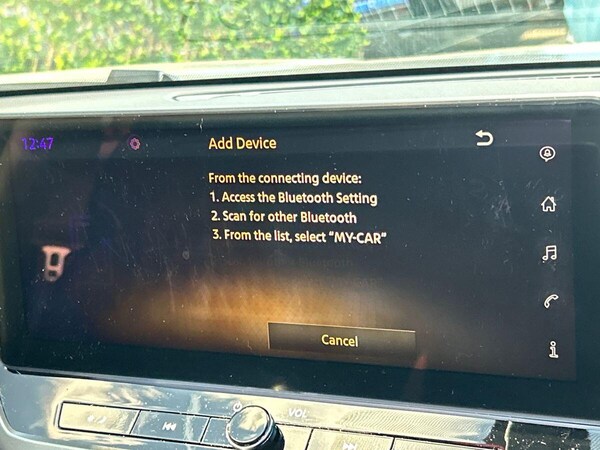 12:47
Add Device
From the connecting device:
1. Access the Bluetooth Setting
2. Scan for other Bluetooth
3. From the list, select "MY-CAR"
Cancel
VOL